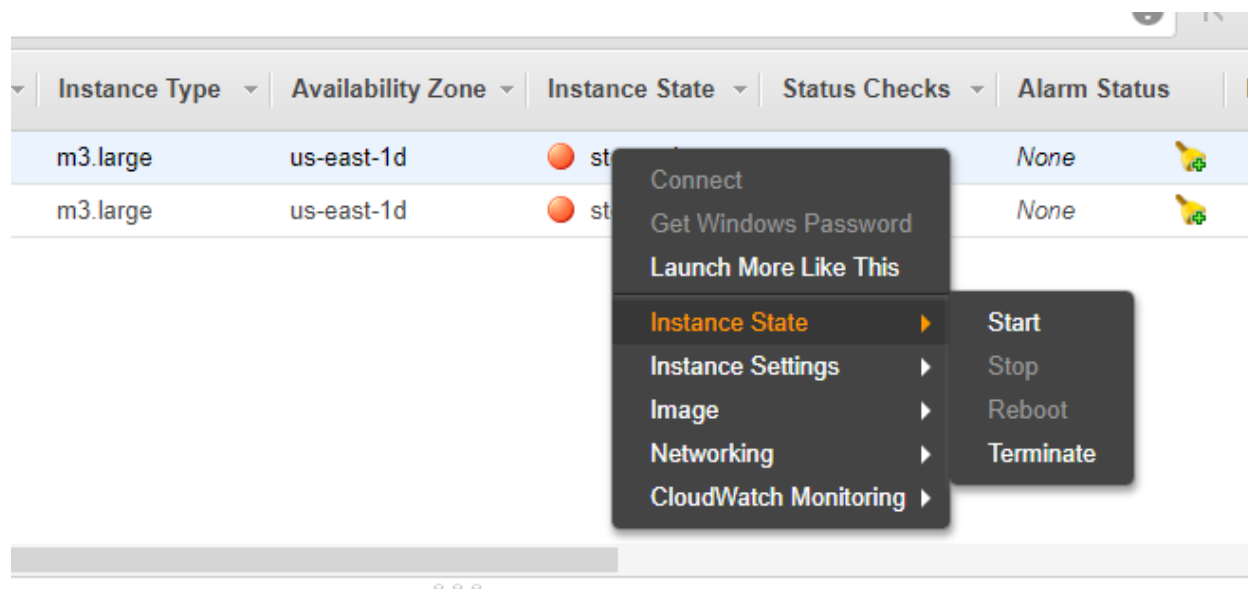 Instance Type Availability Zone Instance State Status Checks Alarm Status
m3.large us-east-1d None
m3.large us-east-1d None
Connect
Get Windows Password
Launch More Like This
Instance State
Instance Settings
Image
Networking
CloudWatch Monitoring
Start
Stop
Reboot
Terminate